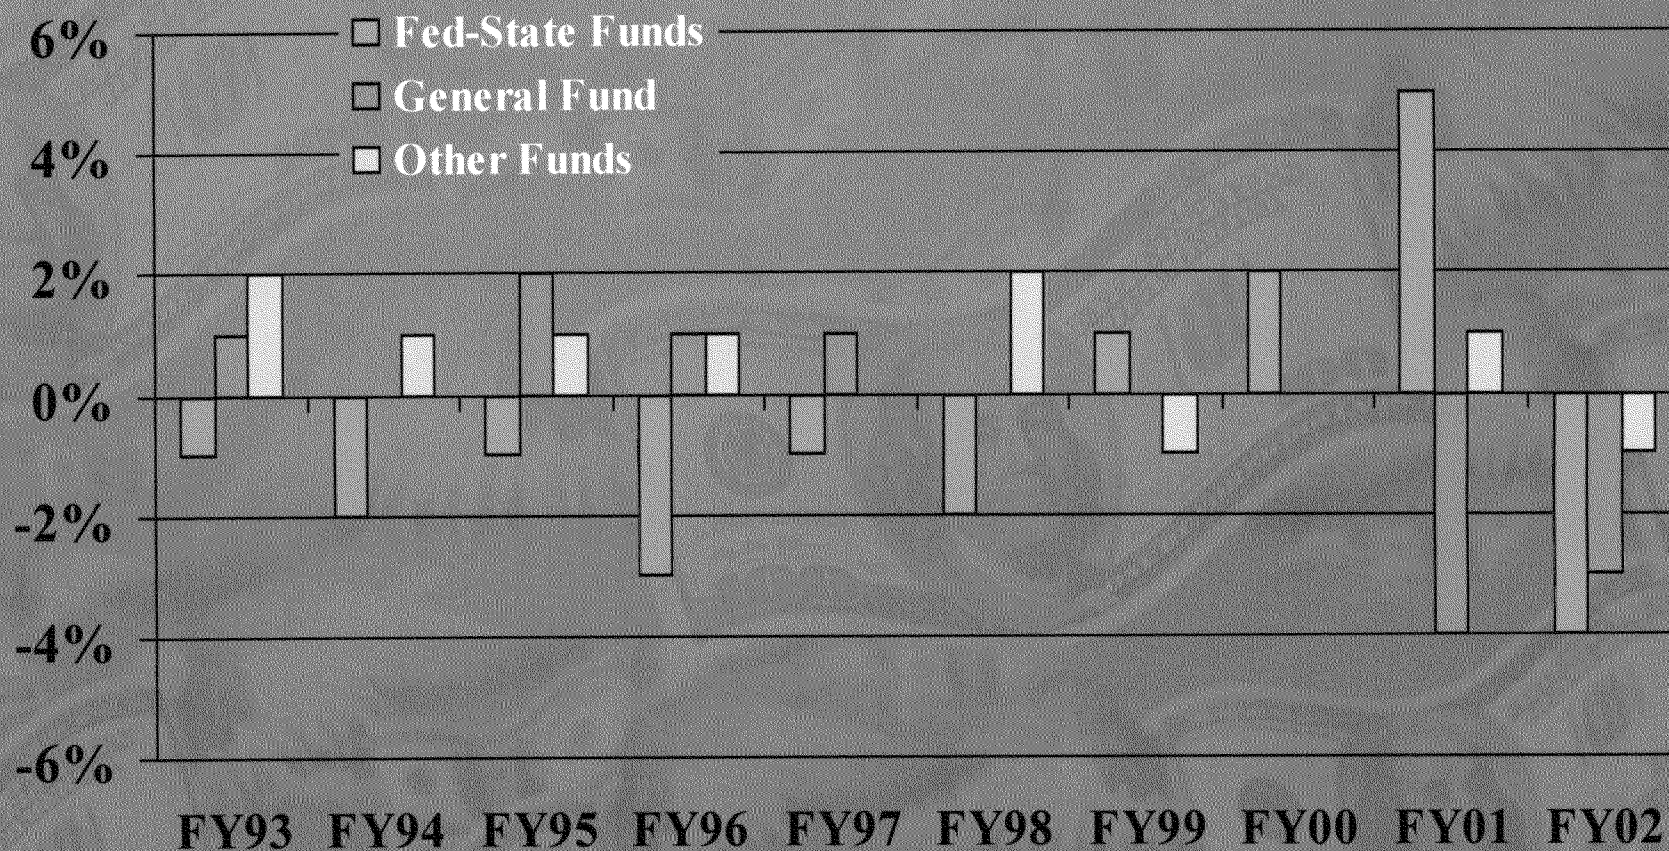 Fed-State Funds
General Fund
Other Funds
6%
4%
2%
0%
-2%
-4%
-6%
FY93 FY94 FY95 FY96 FY97 FY98 FY99 FY00 FY01 FY02